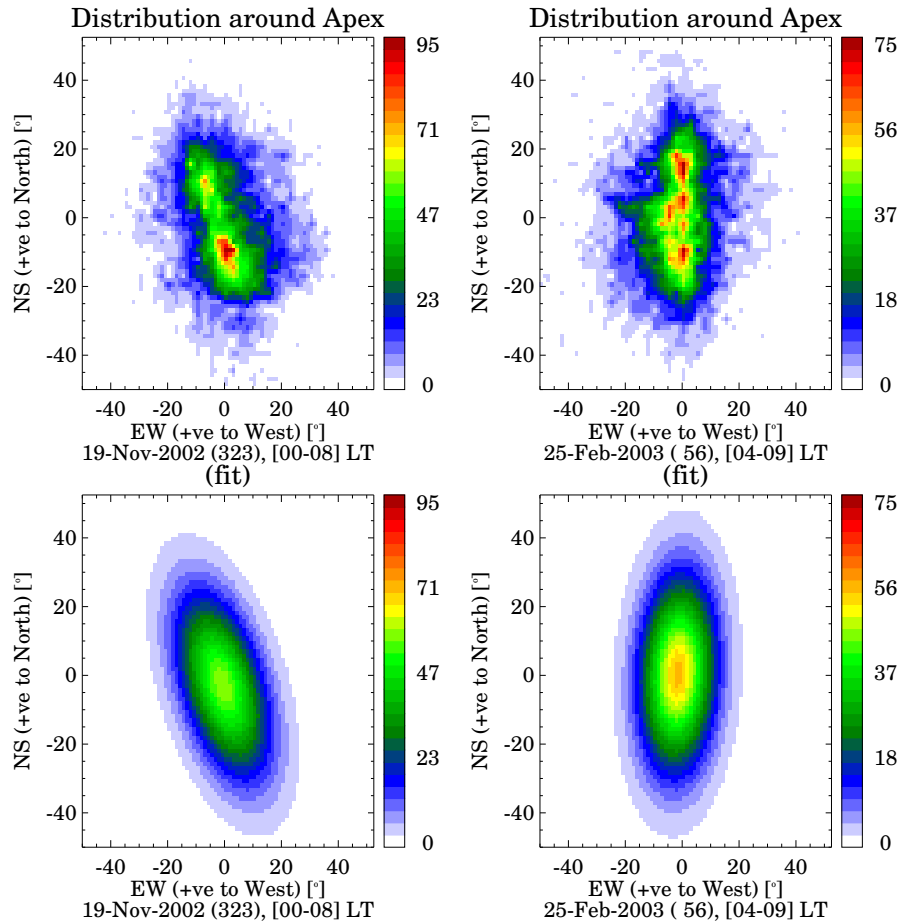 Distribution around Apex
40
20
0
-20
-40
NS (+ve to North) [°]
-40 -20 0 20 40
EW (+ve to West) [°]
19-Nov-2002 (323), [00-08] LT
95
71
47
23
0
Distribution around Apex
40
20
0
-20
-40
NS (+ve to North) [°]
-40 -20 0 20 40
EW (+ve to West) [°]
25-Feb-2003 ( 56), [04-09] LT
75
56
37
18
0
(fit)
40
20
0
-20
-40
NS (+ve to North) [°]
-40 -20 0 20 40
EW (+ve to West) [°]
19-Nov-2002 (323), [00-08] LT
95
71
47
23
0
(fit)
40
20
0
-20
-40
NS (+ve to North) [°]
-40 -20 0 20 40
EW (+ve to West) [°]
25-Feb-2003 ( 56), [04-09] LT
75
56
37
18
0